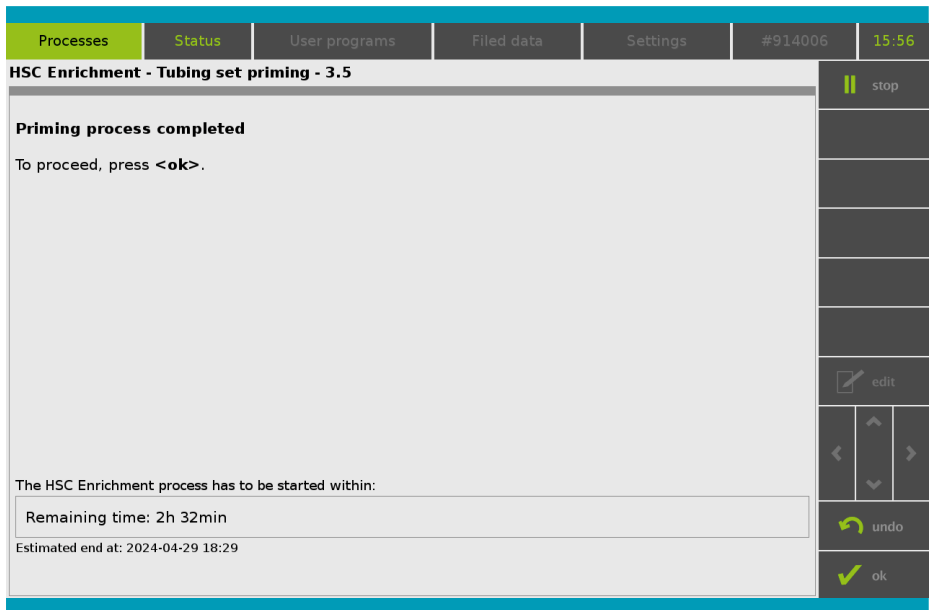 Processes Status User programs Filed data Settings #914006 15:56
HSC Enrichment - Tubing set priming - 3.5
stop
Priming process completed
To proceed, press <ok>.
edit
The HSC Enrichment process has to be started within:
Remaining time: 2h 32min
undo
Estimated end at: 2024-04-29 18:29
ok